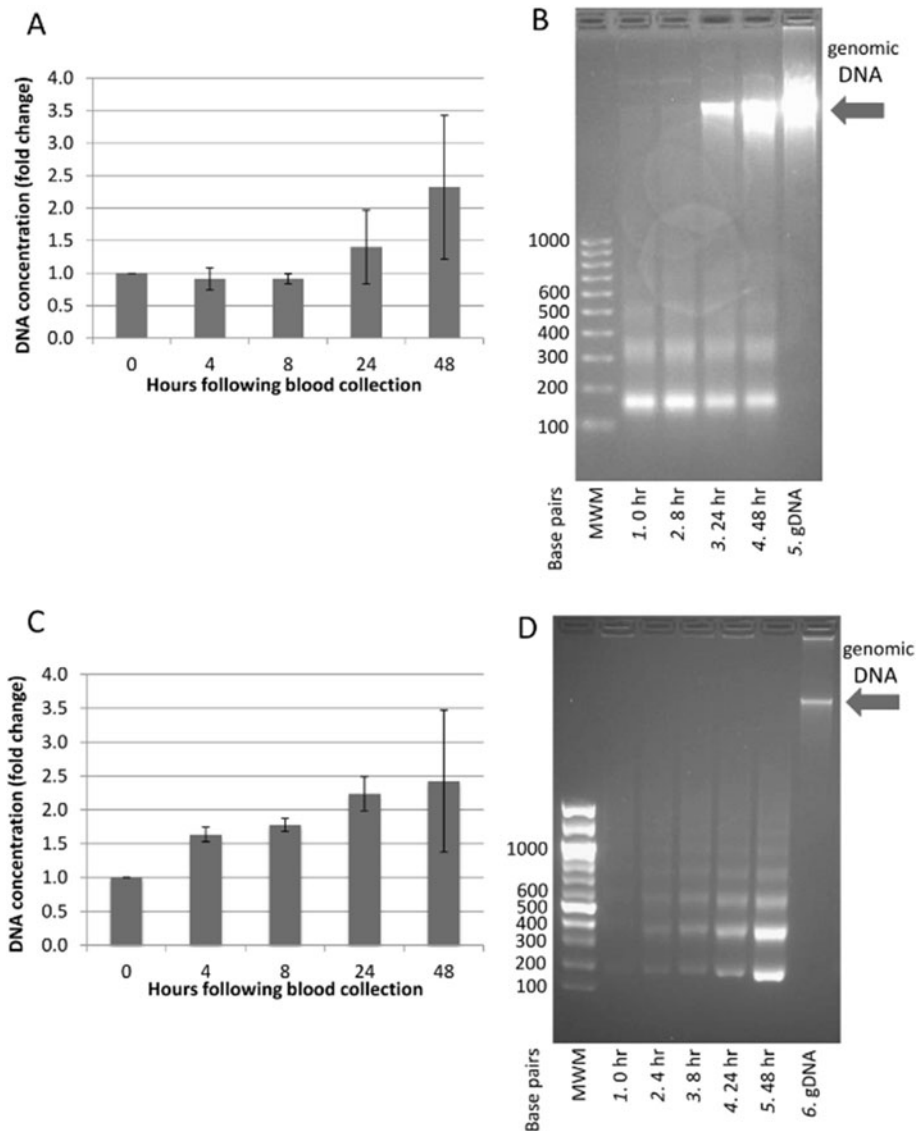 A
DNA concentration (fold change)
4.0
3.5
3.0
2.5
2.0
1.5
1.0
0.5
0.0
0 4 8 24 48
Hours following blood collection
B
genomic
DNA
1000
600
500
400
300
200
100
Base pairs
MWM
1. 0 hr
2. 8 hr
3. 24 hr
4. 48 hr
5. gDNA
C
DNA concentration (fold change)
4.0
3.5
3.0
2.5
2.0
1.5
1.0
0.5
0.0
0 4 8 24 48
Hours following blood collection
D
genomic
DNA
1000
600
500
400
300
200
100
Base pairs
MWM
1. 0 hr
2. 4 hr
3. 8 hr
4. 24 hr
5. 48 hr
6. gDNA